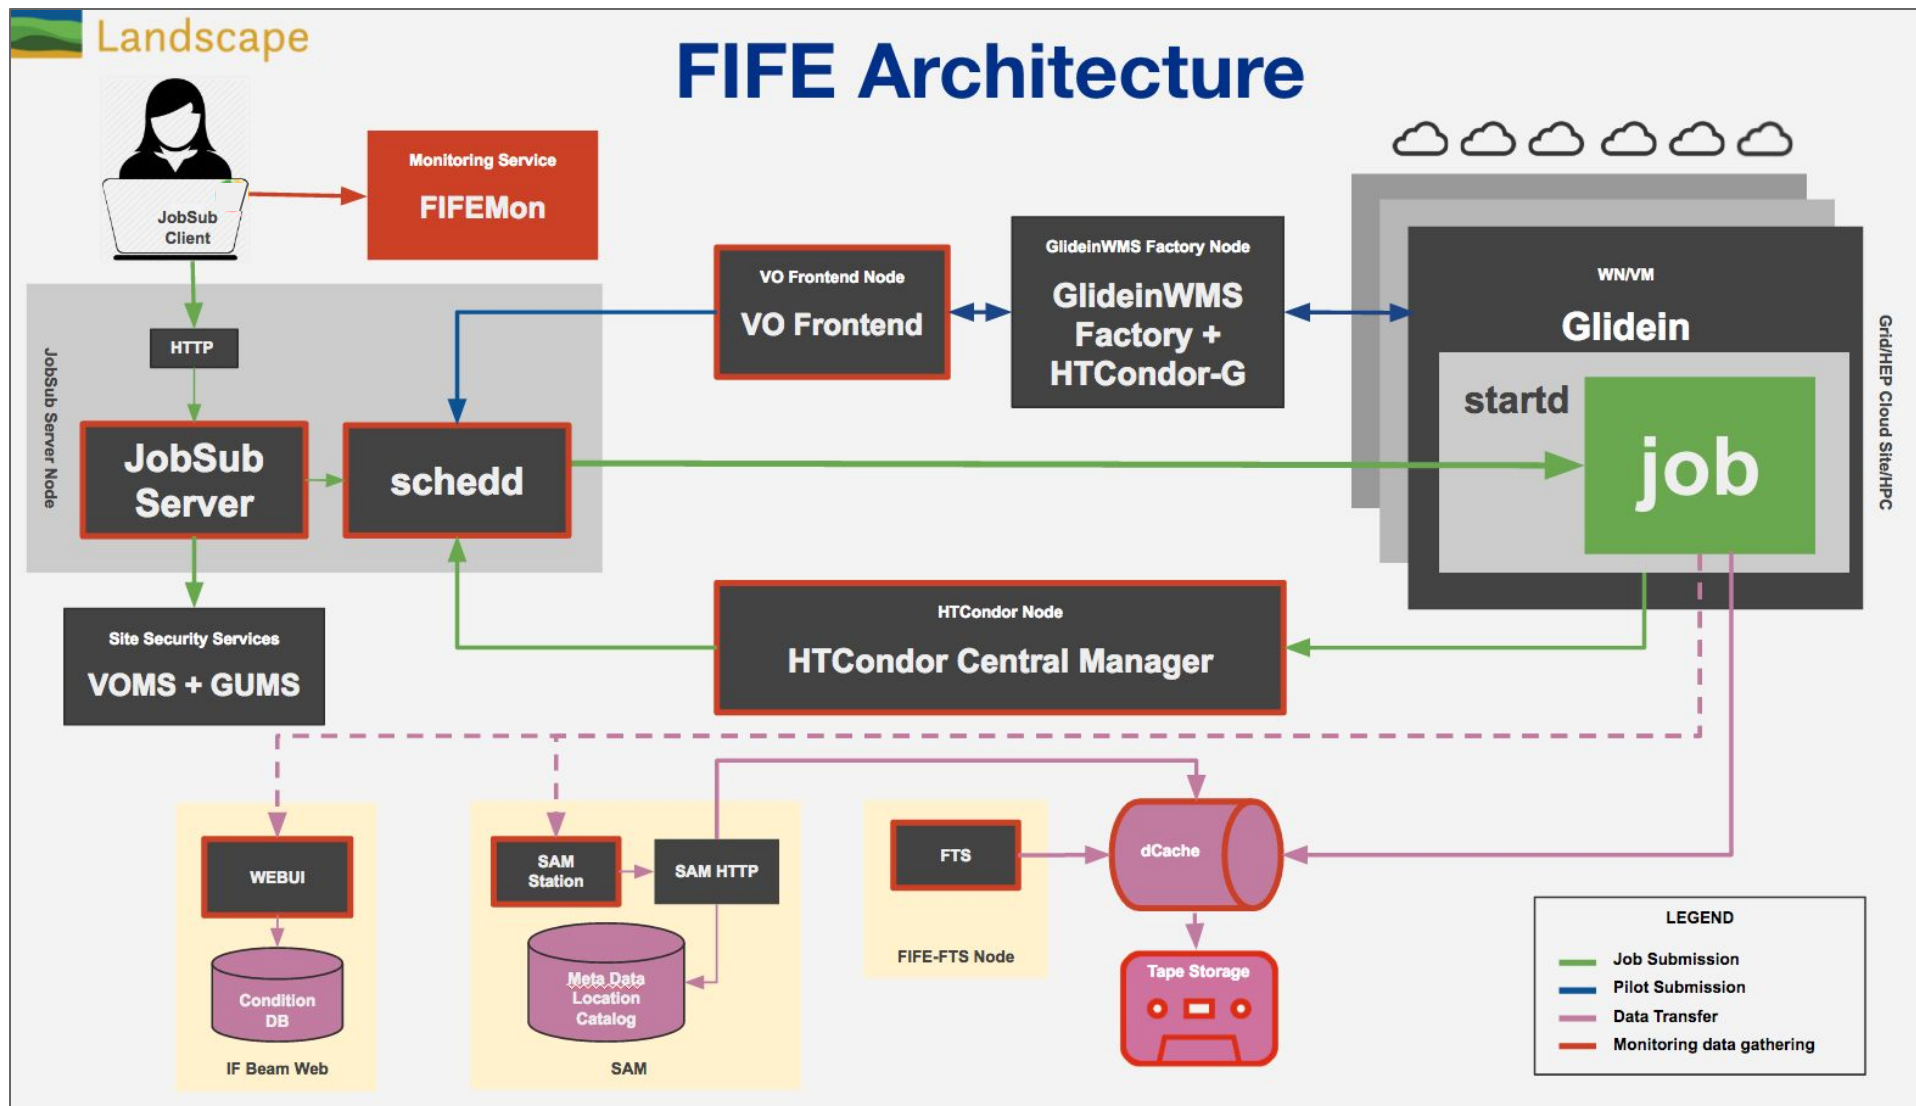 Landscape
FIFE Architecture
JobSub
Client
Monitoring Service
FIFEMon
VO Frontend Node
VO Frontend
GlideinWMS Factory Node
GlideinWMS
Factory +
HTCondor-G
WN/VM
Glidein
startd
job
Grid/HEP Cloud Site/HPC
JobSub Server Node
HTTP
JobSub
Server
schedd
Site Security Services
VOMS + GUMS
HTCondor Node
HTCondor Central Manager
WEBUI
Condition
DB
IF Beam Web
SAM
Station
SAM HTTP
Meta Data
Location
Catalog
SAM
FTS
FIFE-FTS Node
dCache
Tape Storage
LEGEND
Job Submission
Pilot Submission
Data Transfer
Monitoring data gathering